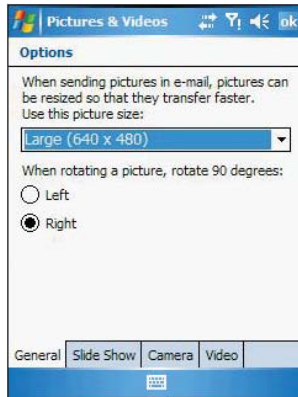 Pictures & Videos ok
Options
When sending pictures in e-mail, pictures can
be resized so that they transfer faster.
Use this picture size:
Large (640 x 480)
When rotating a picture, rotate 90 degrees:
Left
Right
General Slide Show Camera Video